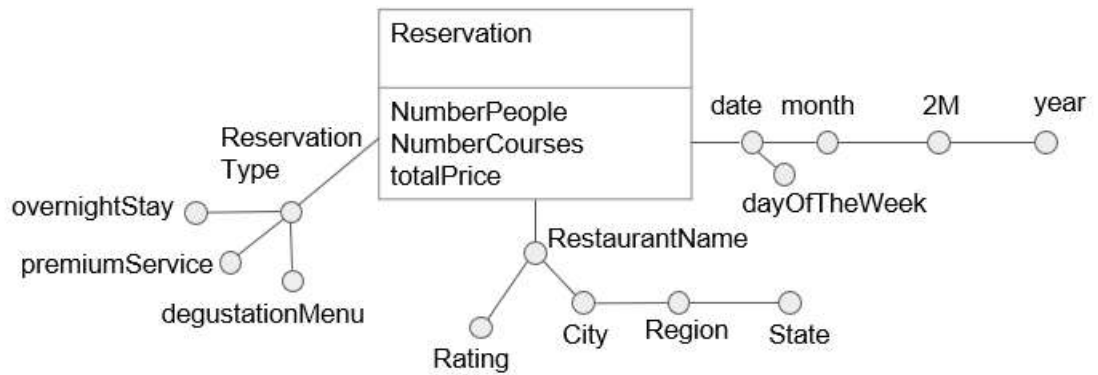 Reservation
NumberPeople
NumberCourses
totalPrice
date
month
2M
year
dayOfTheWeek
Reservation
Type
overnightStay
premiumService
degustationMenu
RestaurantName
Rating
City
Region
State